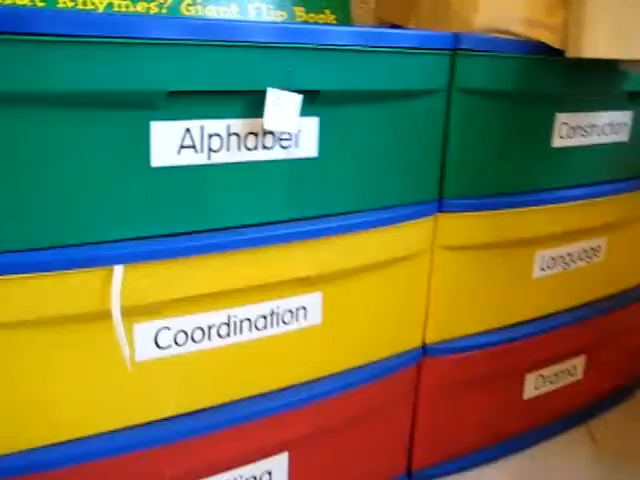 Rhymes? Giant Flip Book
Alphabet
Construction
Coordination
Language
Drama